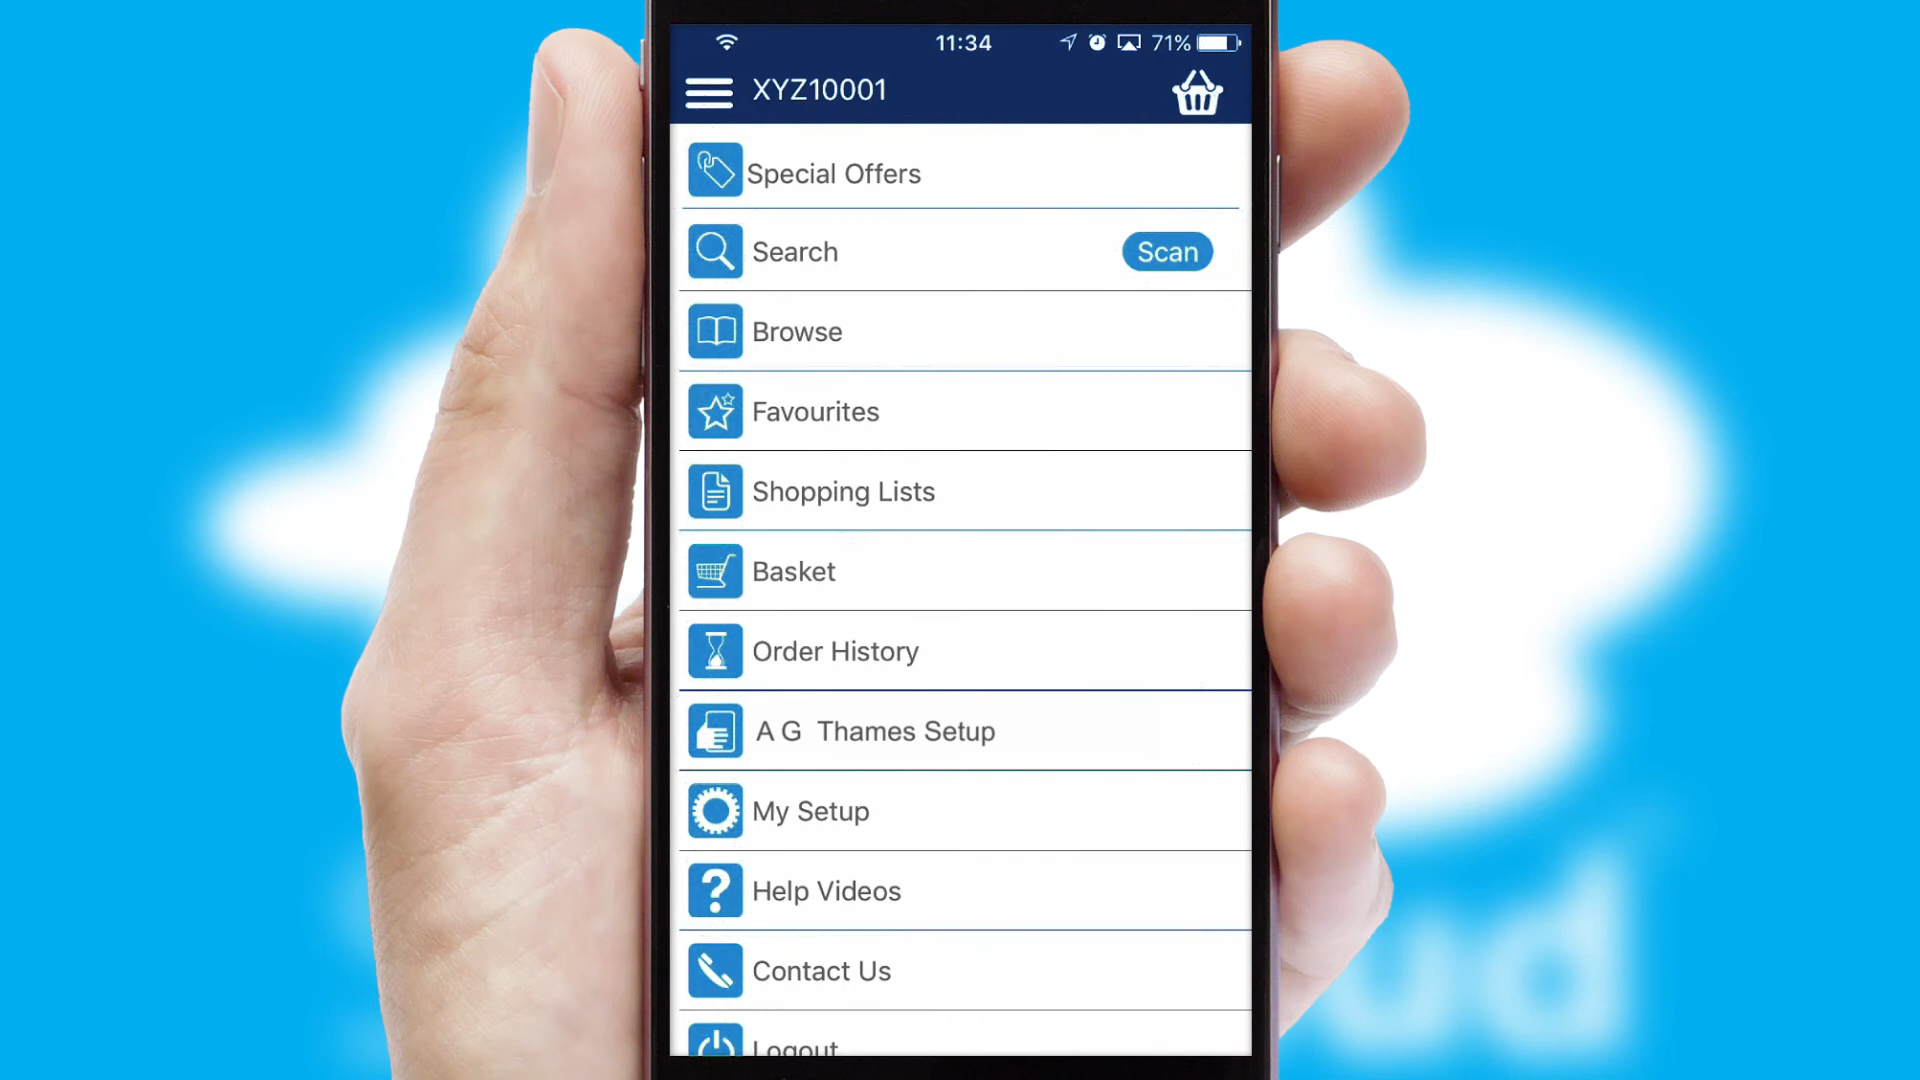 11:34 71%
XYZ10001
Special Offers
Search Scan
Browse
Favourites
Shopping Lists
Basket
Order History
A G Thames Setup
My Setup
Help Videos
Contact Us
Logout
ud